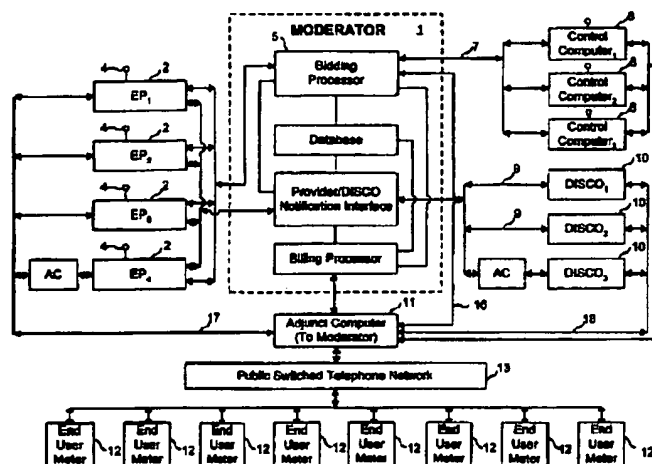 MODERATOR 1
5
Bidding
Processor
Database
Provider/DISCO
Notification Interface
Billing Processor
4 2
EP1
4 2
EP2
4 2
EP3
4 2
AC
EP4
7
8
Control
Computer1
8
Control
Computer2
8
Control
Computer3
10
9
DISCO1
10
9
DISCO2
10
AC
DISCO3
11
16
17
18
Adjunct Computer
(To Moderator)
Public Switched Telephone Network
13
End
User
Meter
12
End
User
Meter
12
End
User
Meter
12
End
User
Meter
12
End
User
Meter
12
End
User
Meter
12
End
User
Meter
12
End
User
Meter
12